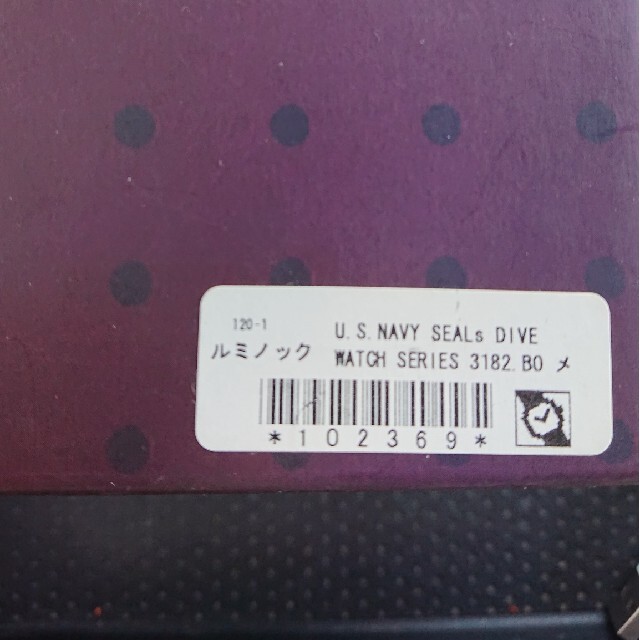 120-1
ルミノック
U.S.NAVY SEALs DIVE
WATCH SERIES 3182.BO メ
*102369*